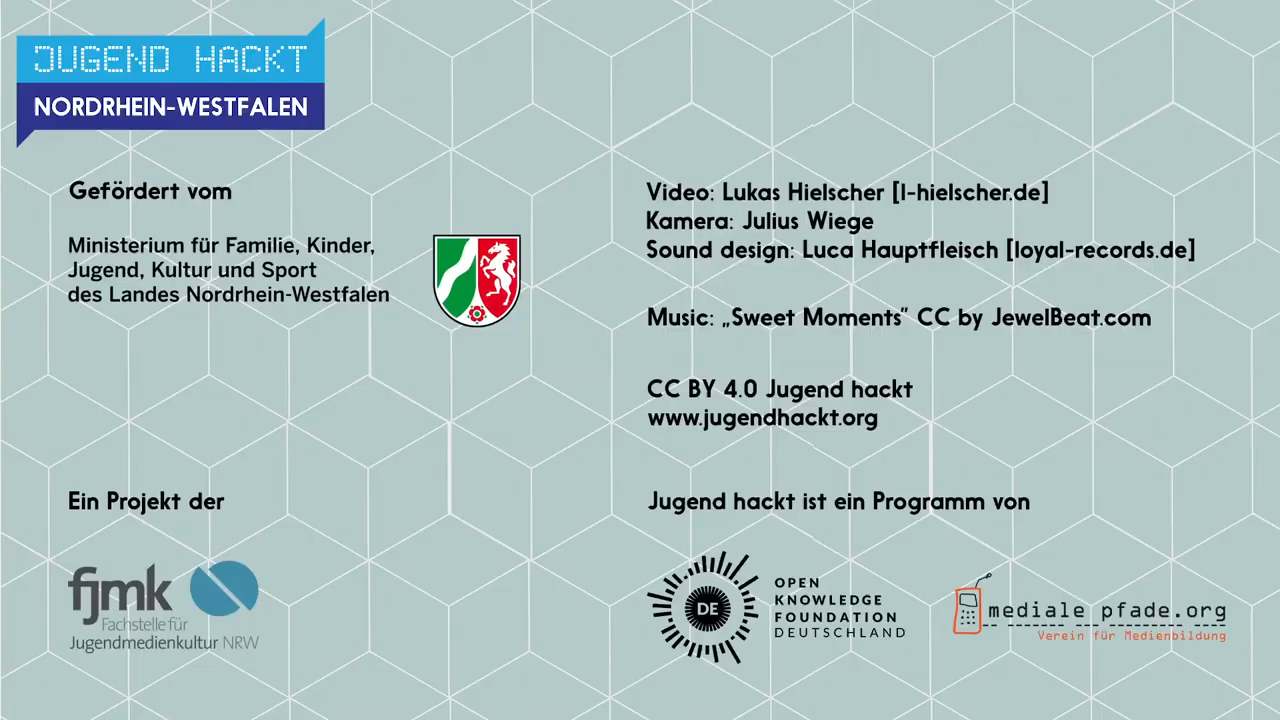 JUGEND HACKT
NORDRHEIN-WESTFALEN
Gefördert vom
Ministerium für Familie, Kinder,
Jugend, Kultur und Sport
des Landes Nordrhein-Westfalen
Video: Lukas Hielscher [l-hielscher.de]
Kamera: Julius Wiege
Sound design: Luca Hauptfleisch [loyal-records.de]
Music: „Sweet Moments" CC by JewelBeat.com
CC BY 4.0 Jugend hackt
www.jugendhackt.org
Ein Projekt der
fjmk
Fachstelle für
Jugendmedienkultur NRW
Jugend hackt ist ein Programm von
DE
OPEN
KNOWLEDGE
FOUNDATION
DEUTSCHLAND
mediale pfade.org
Verein für Medienbildung